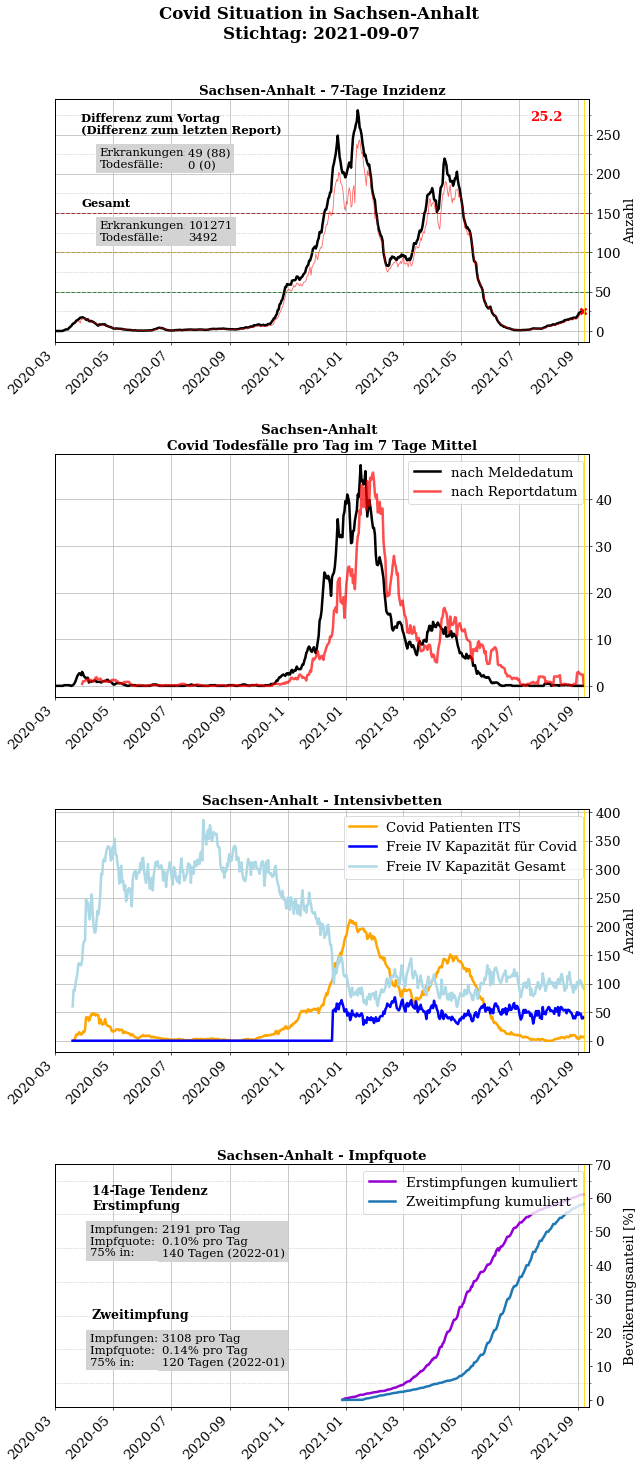 Covid Situation in Sachsen-Anhalt
Stichtag: 2021-09-07
Sachsen-Anhalt - 7-Tage Inzidenz
Differenz zum Vortag
(Differenz zum letzten Report)
Erkrankungen 49 (88)
Todesfälle: 0 (0)
Gesamt
Erkrankungen 101271
Todesfälle: 3492
25.2
250
200
150
100
50
0
Anzahl
2020-03
2020-05
2020-07
2020-09
2020-11
2021-01
2021-03
2021-05
2021-07
2021-09
Sachsen-Anhalt
Covid Todesfälle pro Tag im 7 Tage Mittel
nach Meldedatum
nach Reportdatum
40
30
20
10
0
2020-03
2020-05
2020-07
2020-09
2020-11
2021-01
2021-03
2021-05
2021-07
2021-09
Sachsen-Anhalt - Intensivbetten
Covid Patienten ITS
Freie IV Kapazität für Covid
Freie IV Kapazität Gesamt
400
350
300
250
200
150
100
50
0
Anzahl
2020-03
2020-05
2020-07
2020-09
2020-11
2021-01
2021-03
2021-05
2021-07
2021-09
Sachsen-Anhalt - Impfquote
14-Tage Tendenz
Erstimpfung
Impfungen: 2191 pro Tag
Impfquote: 0.10% pro Tag
75% in: 140 Tagen (2022-01)
Zweitimpfung
Impfungen: 3108 pro Tag
Impfquote: 0.14% pro Tag
75% in: 120 Tagen (2022-01)
Erstimpfungen kumuliert
Zweitimpfung kumuliert
70
60
50
40
30
20
10
0
Bevölkerungsanteil [%]
2020-03
2020-05
2020-07
2020-09
2020-11
2021-01
2021-03
2021-05
2021-07
2021-09